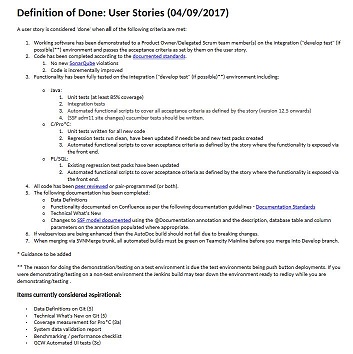 Definition of Done: User Stories (04/09/2017)
A user story is considered 'done' when all of the following criteria are met:
1. Working software has been demonstrated to a Product Owner/Delegated Scrum team member(s) on the integration ("develop test" (if
possible)**) environment and passes the acceptance criteria as set by them on the user story.
2. Code has been completed according to the documented standards.
1. No new SonarQube violations
2. Code is incrementally improved
3. Functionality has been fully tested on the integration ("develop test" (if possible)**) environment including:
o Java:
1. Unit tests (at least 85% coverage)
2. Integration tests
3. Automated functional scripts to cover all acceptance criteria as defined by the story (version 12.5 onwards)
4. (SSP adm11 site changes) cucumber tests should be written.
o C/Pro*C:
1. Unit tests written for all new code
2. Regression tests run clean, have been updated if needs be and new test packs created
3. Automated scripts to cover acceptance criteria as defined by the story where the functionality is exposed via
the front end.
o PL/SQL:
1. Existing regression test packs have been updated
2. Automated functional scripts to cover acceptance criteria as defined by the story where the functionality is exposed via
the front end.
4. All code has been peer reviewed or pair-programmed (or both).
5. The following documentation has been completed:
o Data Definitions
o Functionality documented on Confluence as per the following documentation guidelines - Documentation Standards
o Technical What's New
o Changes to SSF model documented using the @Documentation annotation and the description, database table and column
parameters on the annotation populated where appropriate.
6. If webservices are being enhanced then the AutoDoc build should not fail due to breaking changes.
7. When merging via SVNMerge trunk, all automated builds must be green on Teamcity Mainline before you merge into Develop branch.
* Guidance to be added
** The reason for doing the demonstration/testing on a test environment is due the test environments being push button deployments. If you
were demonstrating/testing on a non-test environment the Jenkins build may tear down the environment ready to redploy while you are
demonstrating/testing.
Items currently considered aspirational:
• Data Definitions on Git (5)
• Technical What's New on Git (5)
• Coverage measurement for Pro*C (3a)
• System data validation report
• Benchmarking / performance checklist
• GCW Automated UI tests (3c)